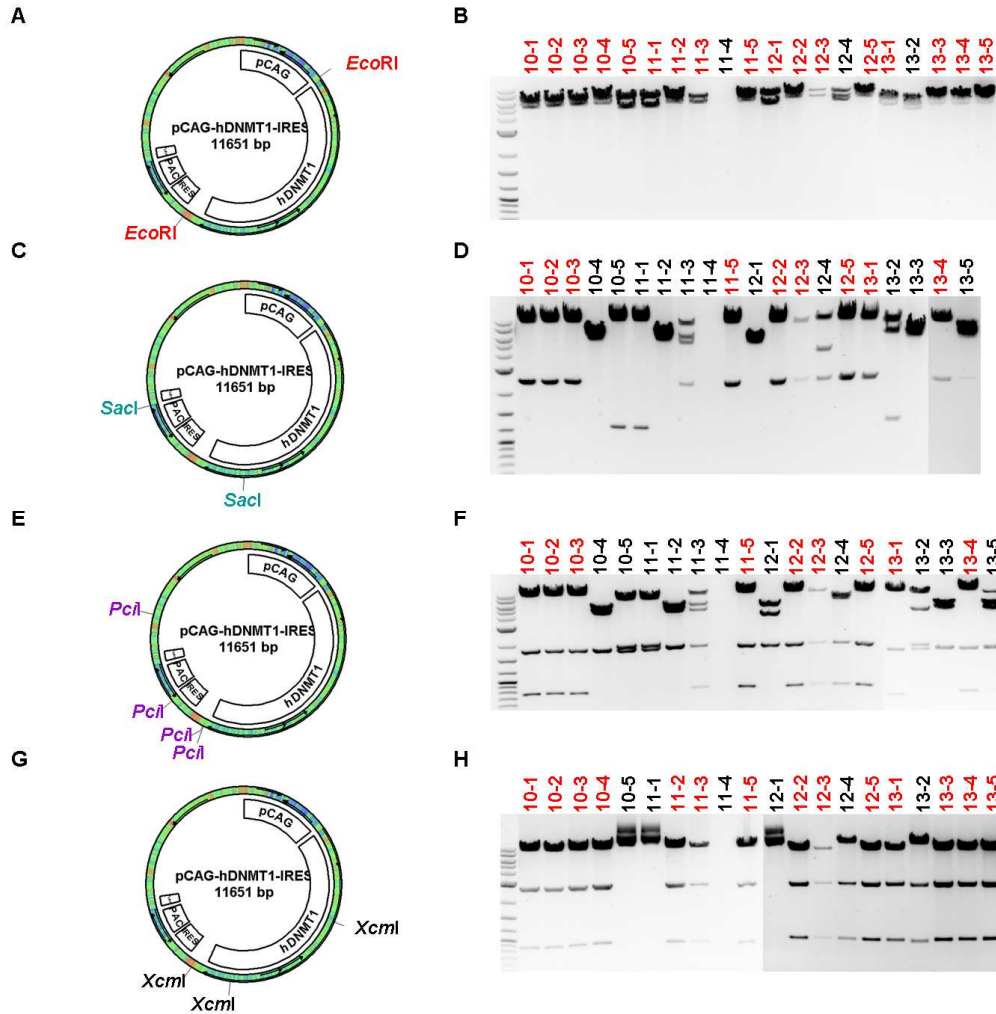 A
EcoRI
pCAG
pCAG-hDNMT1-IRES
11651 bp
hDNMT1
PAC
RES
EcoRI
B
10-1 10-2 10-3 10-4 10-5 11-1 11-2 11-3 11-4 11-5 12-1 12-2 12-3 12-4 12-5 13-1 13-2 13-3 13-4 13-5
C
pCAG
pCAG-hDNMT1-IRES
11651 bp
hDNMT1
SacI
PAC
RES
SacI
D
10-1 10-2 10-3 10-4 10-5 11-1 11-2 11-3 11-4 11-5 12-1 12-2 12-3 12-4 12-5 13-1 13-2 13-3 13-4 13-5
E
pCAG
PciI
pCAG-hDNMT1-IRES
11651 bp
hDNMT1
PAC
RES
PciI
PciI
PciI
F
10-1 10-2 10-3 10-4 10-5 11-1 11-2 11-3 11-4 11-5 12-1 12-2 12-3 12-4 12-5 13-1 13-2 13-3 13-4 13-5
G
pCAG
pCAG-hDNMT1-IRES
11651 bp
hDNMT1
PAC
RES
XcmI
XcmI
XcmI
H
10-1 10-2 10-3 10-4 10-5 11-1 11-2 11-3 11-4 11-5 12-1 12-2 12-3 12-4 12-5 13-1 13-2 13-3 13-4 13-5